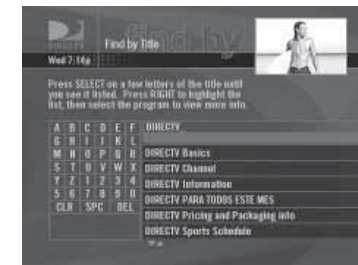 DIRECTV
find by
Find by Title
Wed 7:14p
Press SELECT on a few letters of the title until
you see it listed. Press RIGHT to highlight the
list, then select the program to view more info.
A B C D E F
G H I J K L
M N O P Q R
S T U V W X
Y Z 1 2 3 4
5 6 7 8 9 0
CLR SPC DEL
DIRECTV_
DIRECTV Basics
DIRECTV Channel
DIRECTV Information
DIRECTV PARA TODOS ESTE MES
DIRECTV Pricing and Packaging info
DIRECTV Sports Schedule